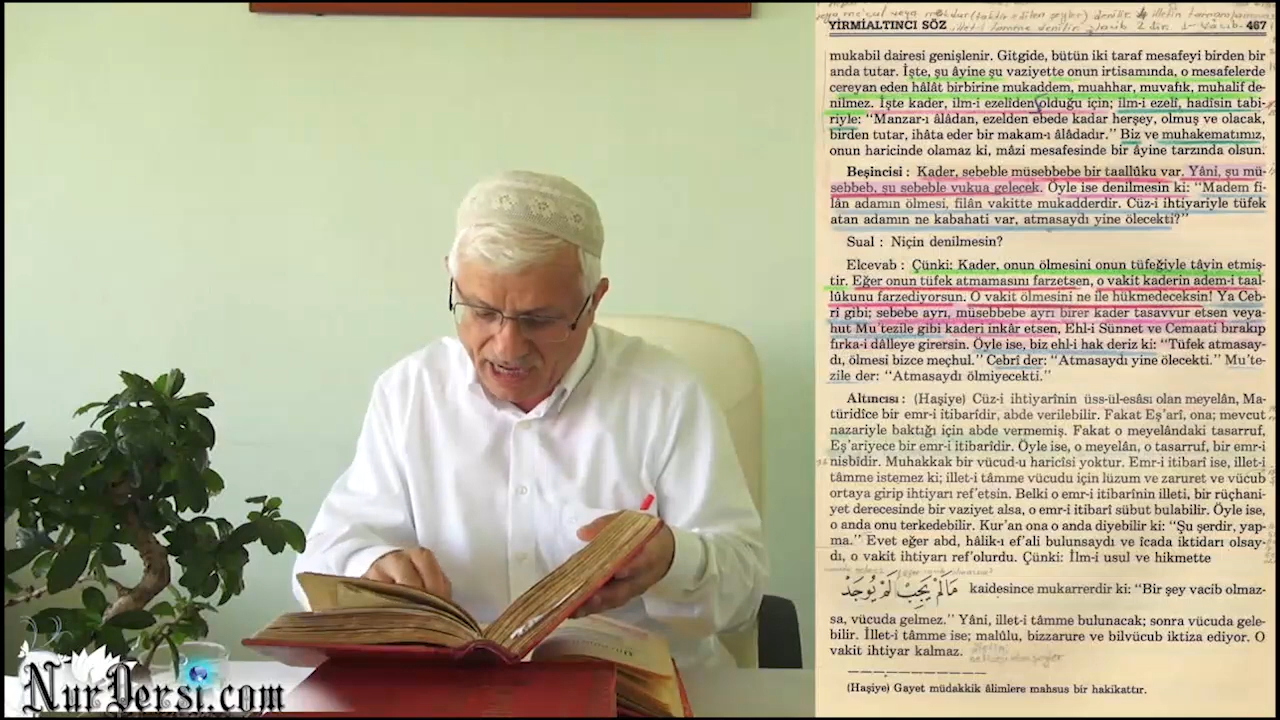 YİRMİALTINCI SÖZ 467
mukabil dairesi genişlenir. Gitgide, bütün iki taraf mesafeyi birden bir
anda tutar. İşte, şu âyine şu vaziyette onun irtisamında, o mesafelerde
cereyan eden hâlât birbirine mukaddem, muahhar, muvafık, muhalif de-
nilmez. İşte kader, ilm-i ezelîden olduğu için; ilm-i ezelî, hadîsin tabi-
riyle: “Manzar-ı âlâdan, ezelden ebede kadar herşey, olmuş ve olacak,
birden tutar, ihâta eder bir makam-ı âlâdadır.” Biz ve muhakematımız,
onun haricinde olamaz ki, mâzi mesafesinde bir âyine tarzında olsun.
Beşincisi : Kader, sebeble müsebbebe bir taallûku var. Yâni, şu mü-
sebbeb, şu sebeble vukua gelecek. Öyle ise denilmesin ki: “Madem fi-
lân adamın ölmesi, filân vakitte mukadderdir. Cüz-i ihtiyariyle tüfek
atan adamın ne kabahati var, atmasaydı yine ölecekti?”
Sual : Niçin denilmesin?
Elcevab : Çünki: Kader, onun ölmesini onun tüfeğiyle tâyin etmiş-
tir. Eğer onun tüfek atmamasını farzetsen, o vakit kaderin adem-i taal-
lûkunu farzediyorsun. O vakit ölmesini ne ile hükmedeceksin! Ya Ceb-
rî gibi; sebebe ayrı, müsebbebe ayrı birer kader tasavvur etsen veya-
hut Mu'tezile gibi kaderi inkâr etsen, Ehl-i Sünnet ve Cemaati bırakıp
fırka-i dâlleye girersin. Öyle ise, biz ehl-i hak deriz ki: “Tüfek atmasay-
dı, ölmesi bizce meçhul.” Cebrî der: “Atmasaydı yine ölecekti.” Mu'te-
zile der: “Atmasaydı ölmiyecekti.”
Altıncısı : (Haşiye) Cüz-i ihtiyarînin üss-ül-esâsı olan meyelân, Ma-
türidîce bir emr-i itibarîdir, abde verilebilir. Fakat Eş'arî, ona; mevcut
nazariyle baktığı için abde vermemiş. Fakat o meyelândaki tasarruf,
Eş'ariyece bir emr-i itibarîdir. Öyle ise, o meyelân, o tasarruf, bir emr-i
nisbîdir. Muhakkak bir vücud-u haricîsi yoktur. Emr-i itibarî ise, illet-i
tâmme istemez ki; illet-i tâmme vücudu için lüzum ve zaruret ve vücub
ortaya girip ihtiyarı ref'etsin. Belki o emr-i itibarînin illeti, bir rüçhani-
yet derecesinde bir vaziyet alsa, o emr-i itibarî sübut bulabilir. Öyle ise,
o anda onu terkedebilir. Kur'an ona o anda diyebilir ki: “Şu şerdir, yap-
ma.” Evet eğer abd, hâlik-ı ef'ali bulunsaydı ve îcada iktidarı olsay-
dı, o vakit ihtiyarı ref'olurdu. Çünki: İlm-i usul ve hikmette
مَالَمْ يَجِبْ لَمْ يُوجَدْ kaidesince mukarrerdir ki: “Bir şey vacib olmaz-
sa, vücuda gelmez.” Yâni, illet-i tâmme bulunacak; sonra vücuda gele-
bilir. İllet-i tâmme ise; malûlu, bizzarure ve bilvücub iktiza ediyor. O
vakit ihtiyar kalmaz.
(Haşiye) Gayet müdakkik âlimlere mahsus bir hakikattır.
NurDersi.com